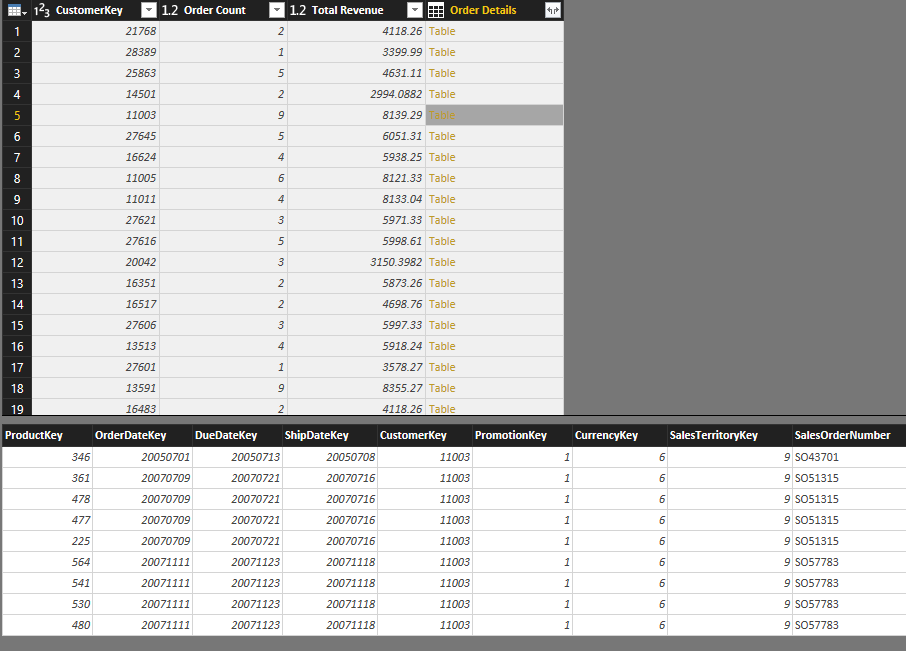 1²3 CustomerKey 1.2 Order Count 1.2 Total Revenue Order Details
1 21768 2 4118.26 Table
2 28389 1 3399.99 Table
3 25863 5 4631.11 Table
4 14501 2 2994.0882 Table
5 11003 9 8139.29 Table
6 27645 5 6051.31 Table
7 16624 4 5938.25 Table
8 11005 6 8121.33 Table
9 11011 4 8133.04 Table
10 27621 3 5971.33 Table
11 27616 5 5998.61 Table
12 20042 3 3150.3982 Table
13 16351 2 5873.26 Table
14 16517 2 4698.76 Table
15 27606 3 5997.33 Table
16 13513 4 5918.24 Table
17 27601 1 3578.27 Table
18 13591 9 8355.27 Table
19 16483 2 4118.26 Table
ProductKey OrderDateKey DueDateKey ShipDateKey CustomerKey PromotionKey CurrencyKey SalesTerritoryKey SalesOrderNumber
346 20050701 20050713 20050708 11003 1 6 9 SO43701
361 20070709 20070721 20070716 11003 1 6 9 SO51315
478 20070709 20070721 20070716 11003 1 6 9 SO51315
477 20070709 20070721 20070716 11003 1 6 9 SO51315
225 20070709 20070721 20070716 11003 1 6 9 SO51315
564 20071111 20071123 20071118 11003 1 6 9 SO57783
541 20071111 20071123 20071118 11003 1 6 9 SO57783
530 20071111 20071123 20071118 11003 1 6 9 SO57783
480 20071111 20071123 20071118 11003 1 6 9 SO57783